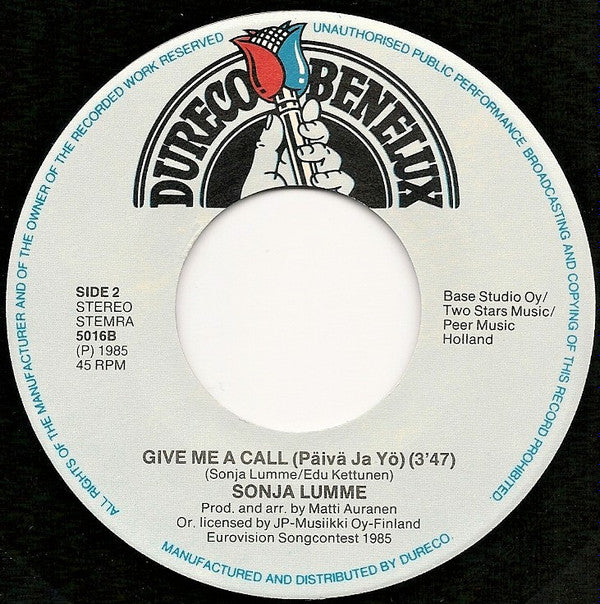 ALL RIGHTS OF THE MANUFACTURER AND OF THE OWNER OF THE RECORDED WORK RESERVED
UNAUTHORISED PUBLIC PERFORMANCE BROADCASTING AND COPYING OF THIS RECORD PROHIBITED.
DURECO BENELUX
SIDE 2
STEREO
STEMRA
5016B
(P) 1985
45 RPM
Base Studio Oy/
Two Stars Music/
Peer Music
Holland
GIVE ME A CALL (Päivä Ja Yö) (3'47)
(Sonja Lumme/Edu Kettunen)
SONJA LUMME
Prod. and arr. by Matti Auranen
Or. licensed by JP-Musiikki Oy-Finland
Eurovision Songcontest 1985
MANUFACTURED AND DISTRIBUTED BY DURECO.